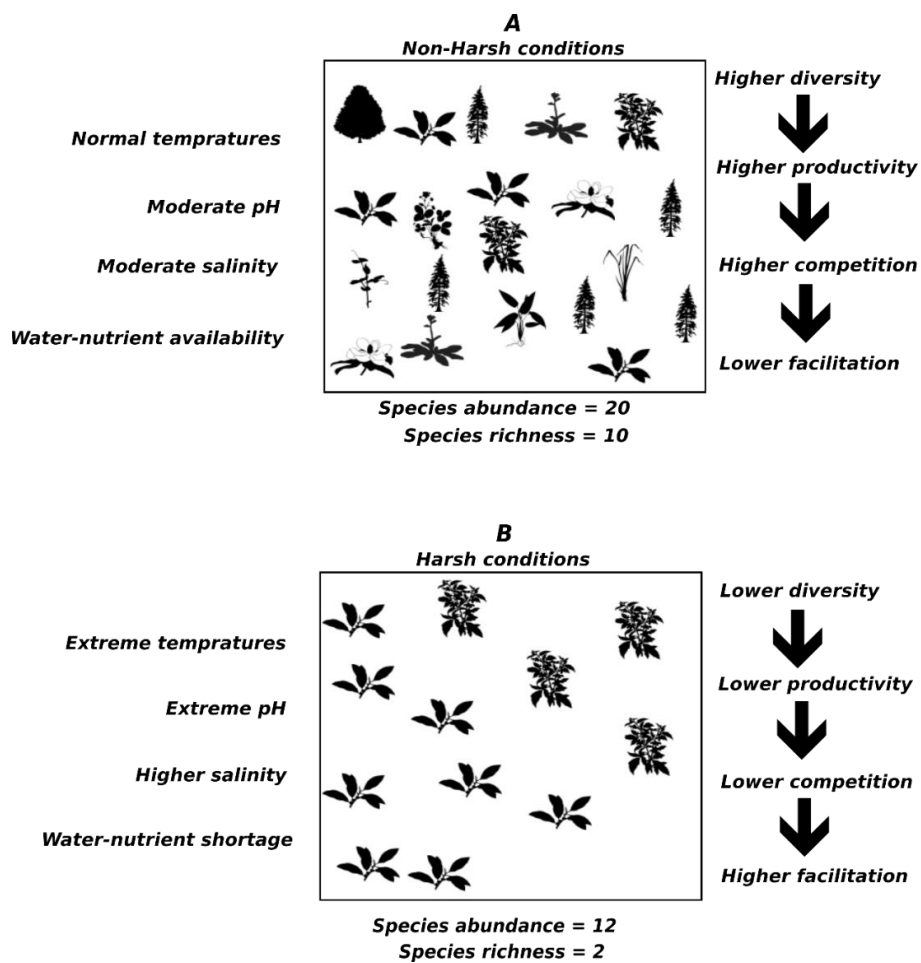 A
Non-Harsh conditions
Normal tempratures
Moderate pH
Moderate salinity
Water-nutrient availability
Higher diversity
Higher productivity
Higher competition
Lower facilitation
Species abundance = 20
Species richness = 10
B
Harsh conditions
Extreme tempratures
Extreme pH
Higher salinity
Water-nutrient shortage
Lower diversity
Lower productivity
Lower competition
Higher facilitation
Species abundance = 12
Species richness = 2